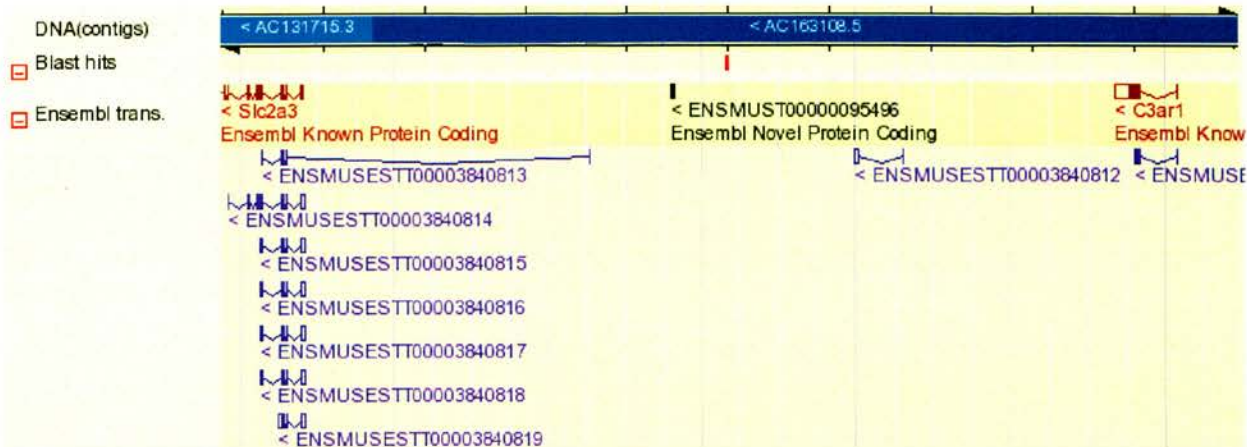 DNA(contigs)
< AC131715.3
< AC163108.5
Blast hits
Ensembl trans.
< Slc2a3
Ensembl Known Protein Coding
< ENSMUST00000095496
Ensembl Novel Protein Coding
< C3ar1
Ensembl Know
< ENSMUSESTT00003840813
< ENSMUSESTT00003840812
< ENSMUSE
< ENSMUSESTT00003840814
< ENSMUSESTT00003840815
< ENSMUSESTT00003840816
< ENSMUSESTT00003840817
< ENSMUSESTT00003840818
< ENSMUSESTT00003840819